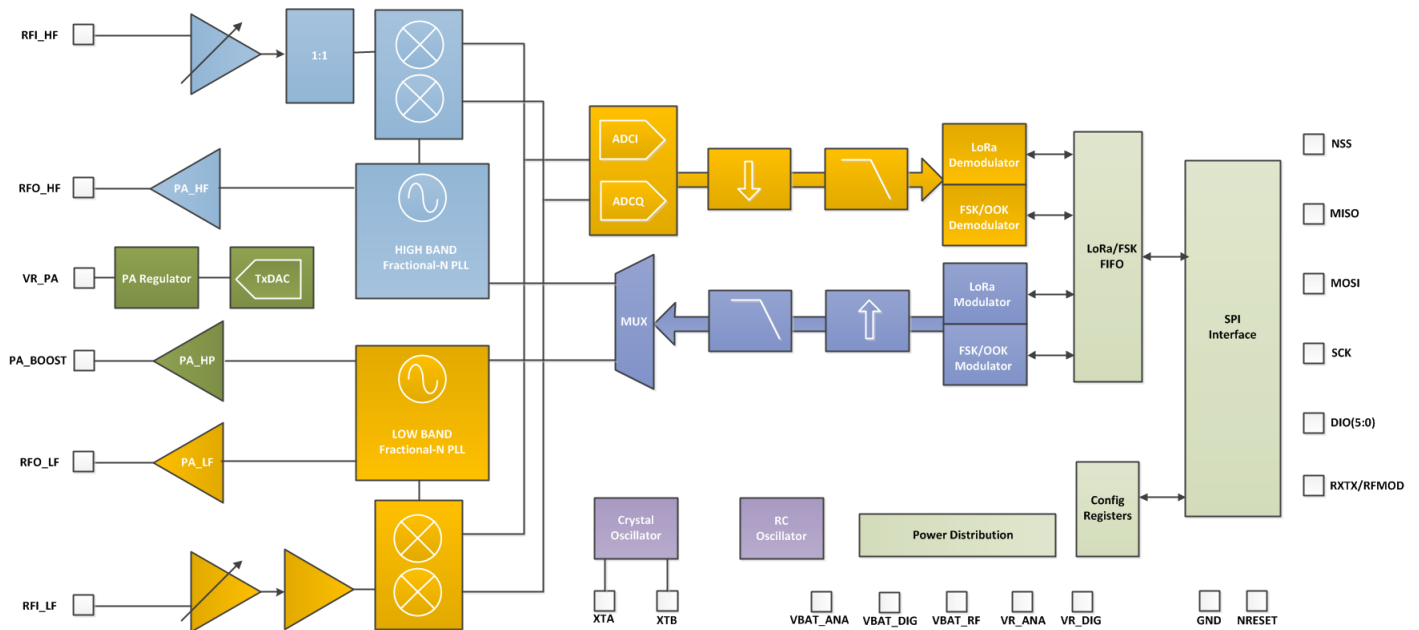 RFI_HF
1:1
ADCI
ADCQ
LoRa
Demodulator
FSK/OOK
Demodulator
NSS
RFO_HF
PA_HF
HIGH BAND
Fractional-N PLL
LoRa/FSK
FIFO
MISO
VR_PA
PA Regulator
TxDAC
MUX
LoRa
Modulator
FSK/OOK
Modulator
MOSI
SPI
Interface
PA_BOOST
PA_HP
SCK
LOW BAND
Fractional-N PLL
DIO(5:0)
RFO_LF
PA_LF
RXTX/RFMOD
Crystal
Oscillator
RC
Oscillator
Power Distribution
Config
Registers
RFI_LF
XTA
XTB
VBAT_ANA
VBAT_DIG
VBAT_RF
VR_ANA
VR_DIG
GND
NRESET